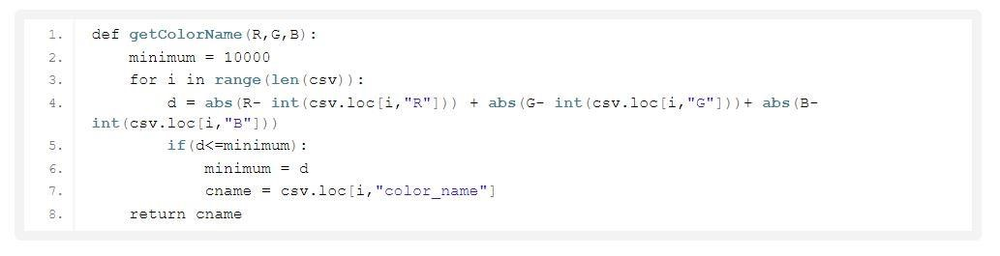 1. def getColorName(R,G,B):
2.     minimum = 10000
3.     for i in range(len(csv)):
4.         d = abs(R- int(csv.loc[i,"R"])) + abs(G- int(csv.loc[i,"G"]))+ abs(B-
int(csv.loc[i,"B"]))
5.         if(d<=minimum):
6.             minimum = d
7.             cname = csv.loc[i,"color_name"]
8.     return cname